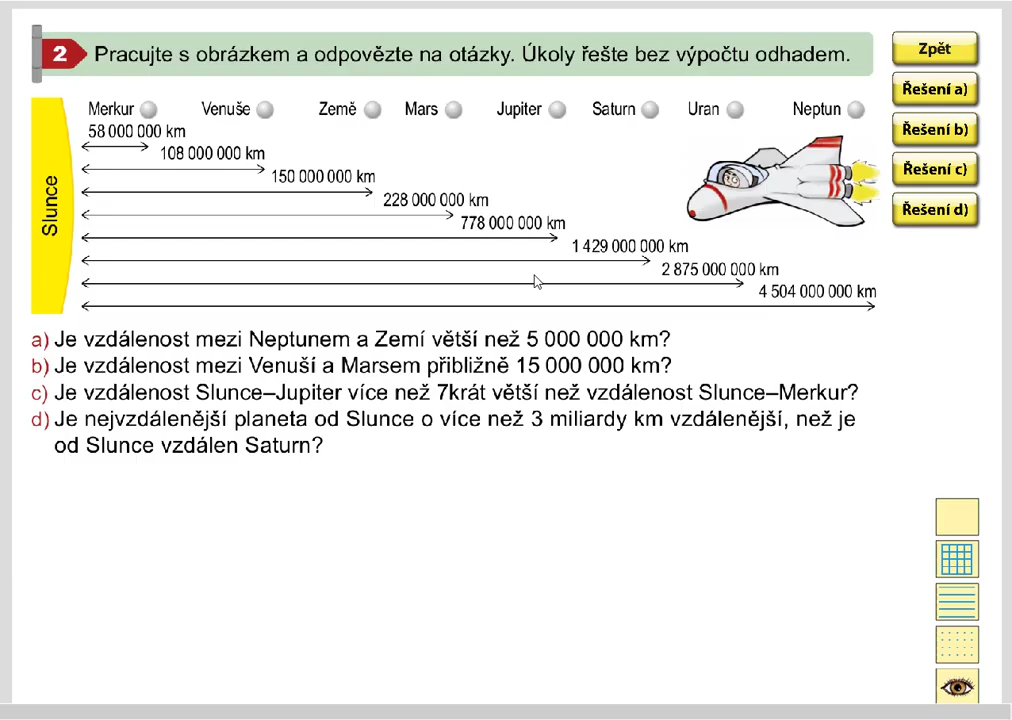 2 Pracujte s obrázkem a odpovězte na otázky. Úkoly řešte bez výpočtu odhadem.
Zpět
Řešení a)
Řešení b)
Řešení c)
Řešení d)
Slunce
Merkur Venuše Země Mars Jupiter Saturn Uran Neptun
58 000 000 km
108 000 000 km
150 000 000 km
228 000 000 km
778 000 000 km
1 429 000 000 km
2 875 000 000 km
4 504 000 000 km
a) Je vzdálenost mezi Neptunem a Zemí větší než 5 000 000 km?
b) Je vzdálenost mezi Venuší a Marsem přibližně 15 000 000 km?
c) Je vzdálenost Slunce–Jupiter více než 7krát větší než vzdálenost Slunce–Merkur?
d) Je nejvzdálenější planeta od Slunce o více než 3 miliardy km vzdálenější, než je
od Slunce vzdálen Saturn?